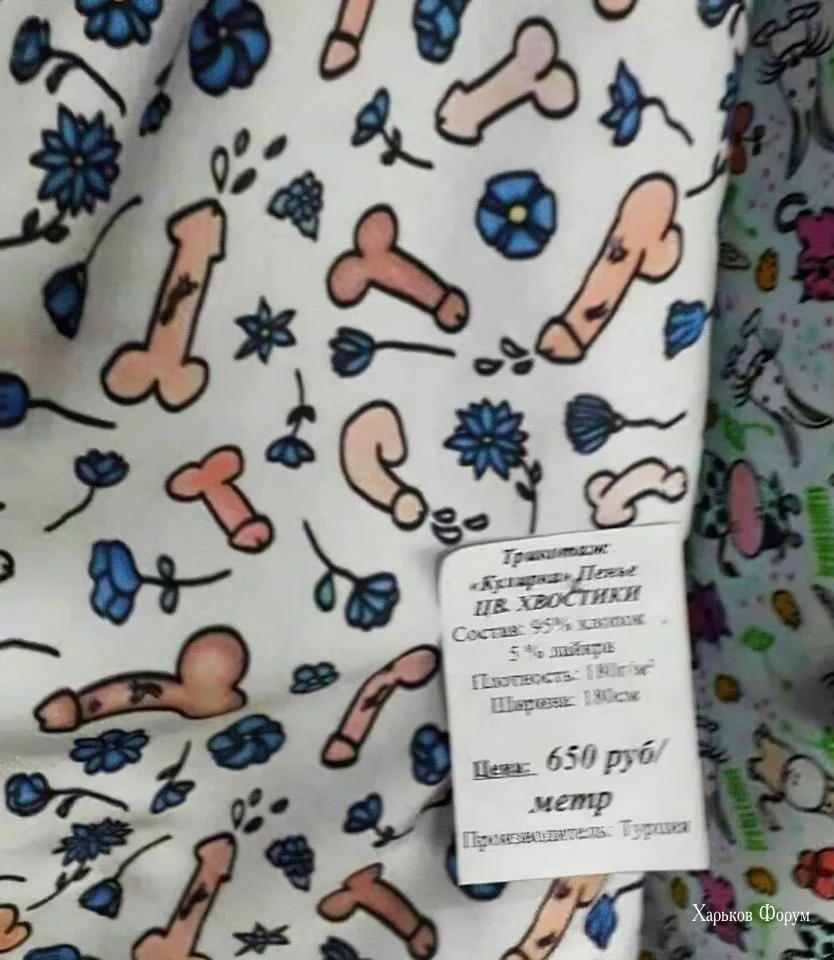 Трикотаж
«Кулирка» Пенье
ЦВ. ХВОСТИКИ
Состав: 95% хлопок
5 % лайкра
Плотность: 180г/м²
Ширина: 180см
Цена: 650 руб/
метр
Производитель: Турция
Харьков Форум